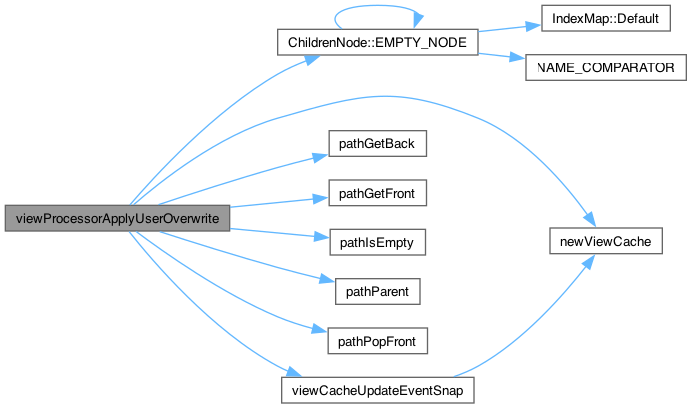 IndexMap::Default
ChildrenNode::EMPTY_NODE
NAME_COMPARATOR
pathGetBack
pathGetFront
viewProcessorApplyUserOverwrite
pathIsEmpty
newViewCache
pathParent
pathPopFront
viewCacheUpdateEventSnap